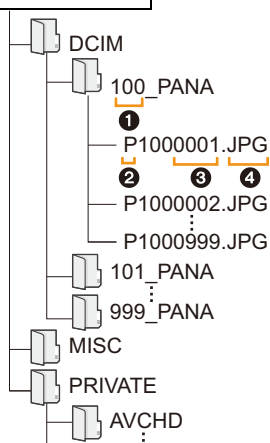 DCIM
100_PANA
❶
P1000001.JPG
❷ ❸ ❹
P1000002.JPG
P1000999.JPG
101_PANA
999_PANA
MISC
PRIVATE
AVCHD